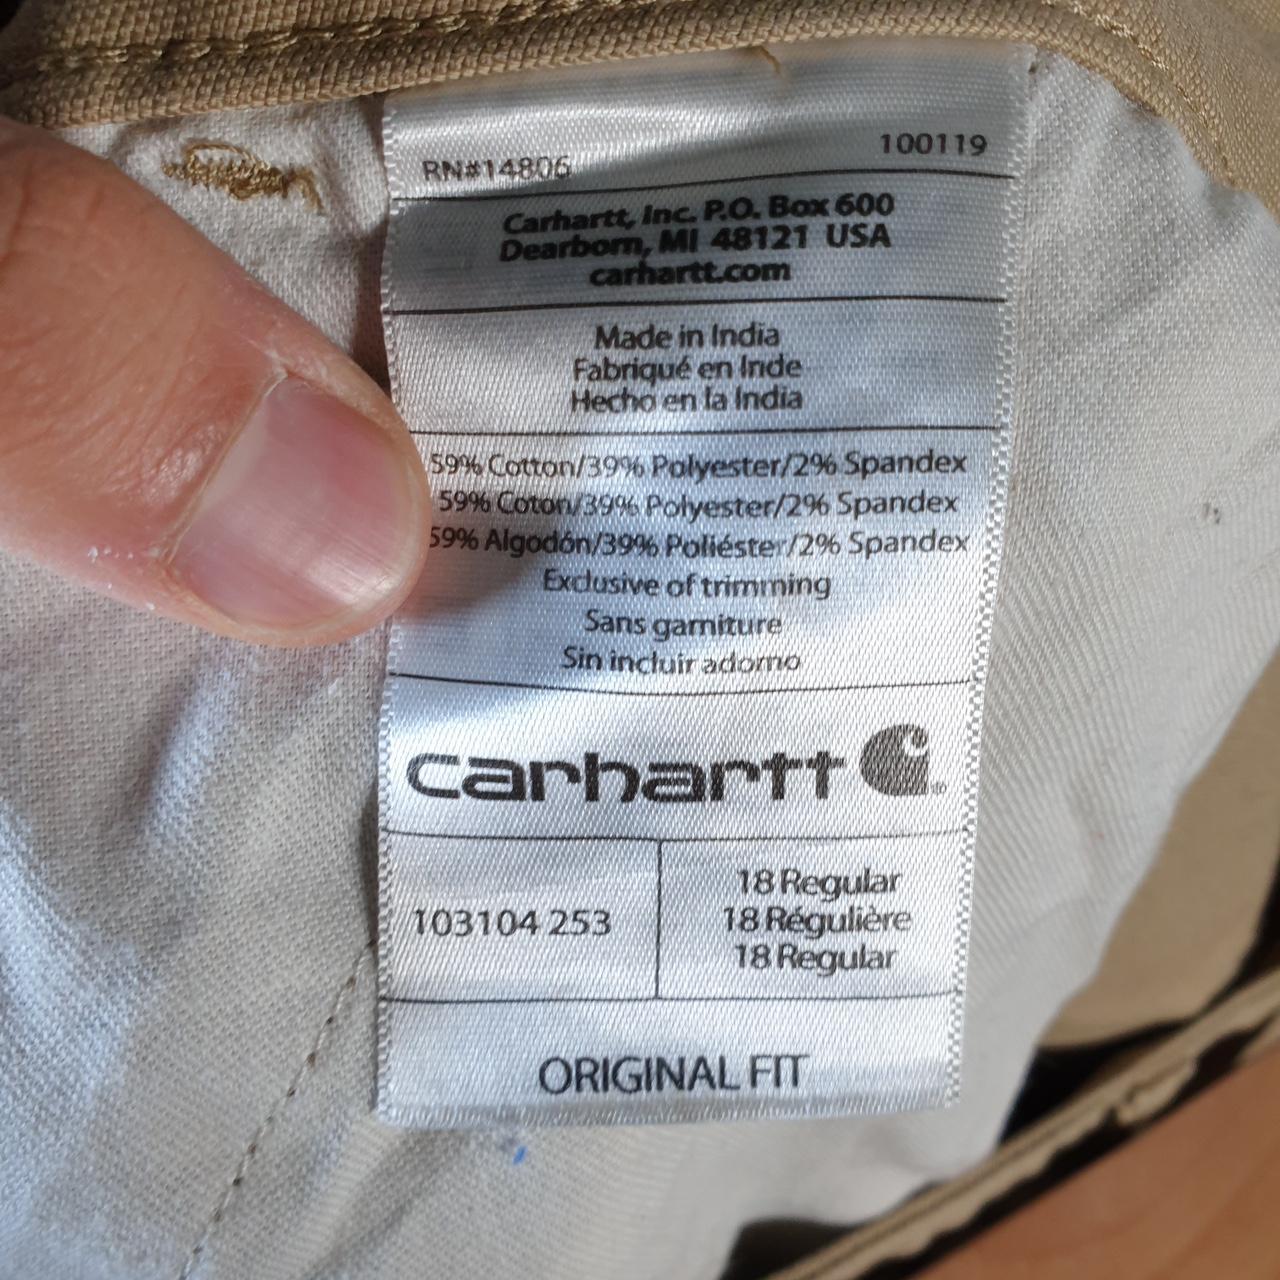 RN#14806
100119
Carhartt, Inc. P.O. Box 600
Dearborn, MI 48121 USA
carhartt.com
Made in India
Fabriqué en Inde
Hecho en la India
59% Cotton/39% Polyester/2% Spandex
59% Coton/39% Polyester/2% Spandex
59% Algodón/39% Poliéster/2% Spandex
Exclusive of trimming
Sans garniture
Sin incluir adorno
carhartt
103104 253
18 Regular
18 Régulière
18 Regular
ORIGINAL FIT